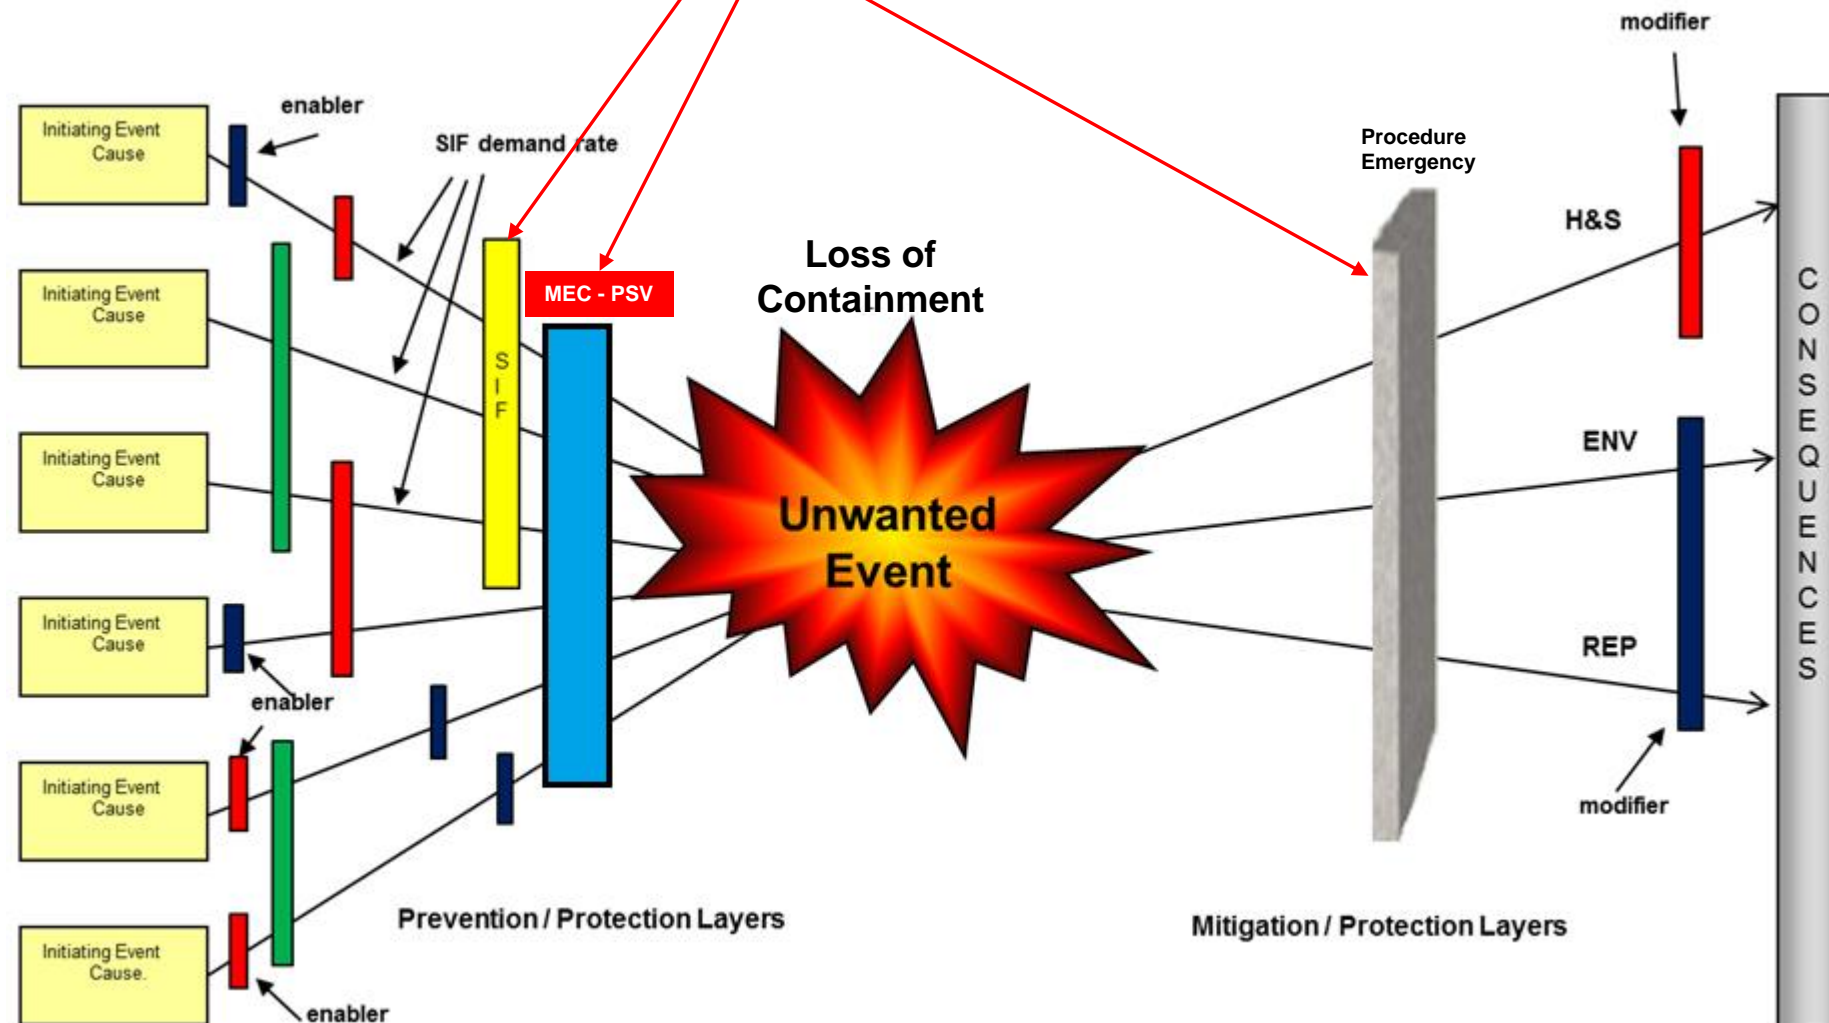 modifier
enabler
Initiating Event
Cause
SIF demand rate
Procedure
Emergency
H&S
Loss of
Containment
Initiating Event
Cause
MEC - PSV
S
I
F
C
O
N
S
E
Q
U
E
N
C
E
S
Initiating Event
Cause
ENV
Unwanted
Event
Initiating Event
Cause
REP
enabler
Initiating Event
Cause
modifier
Prevention / Protection Layers
Mitigation / Protection Layers
Initiating Event
Cause.
enabler